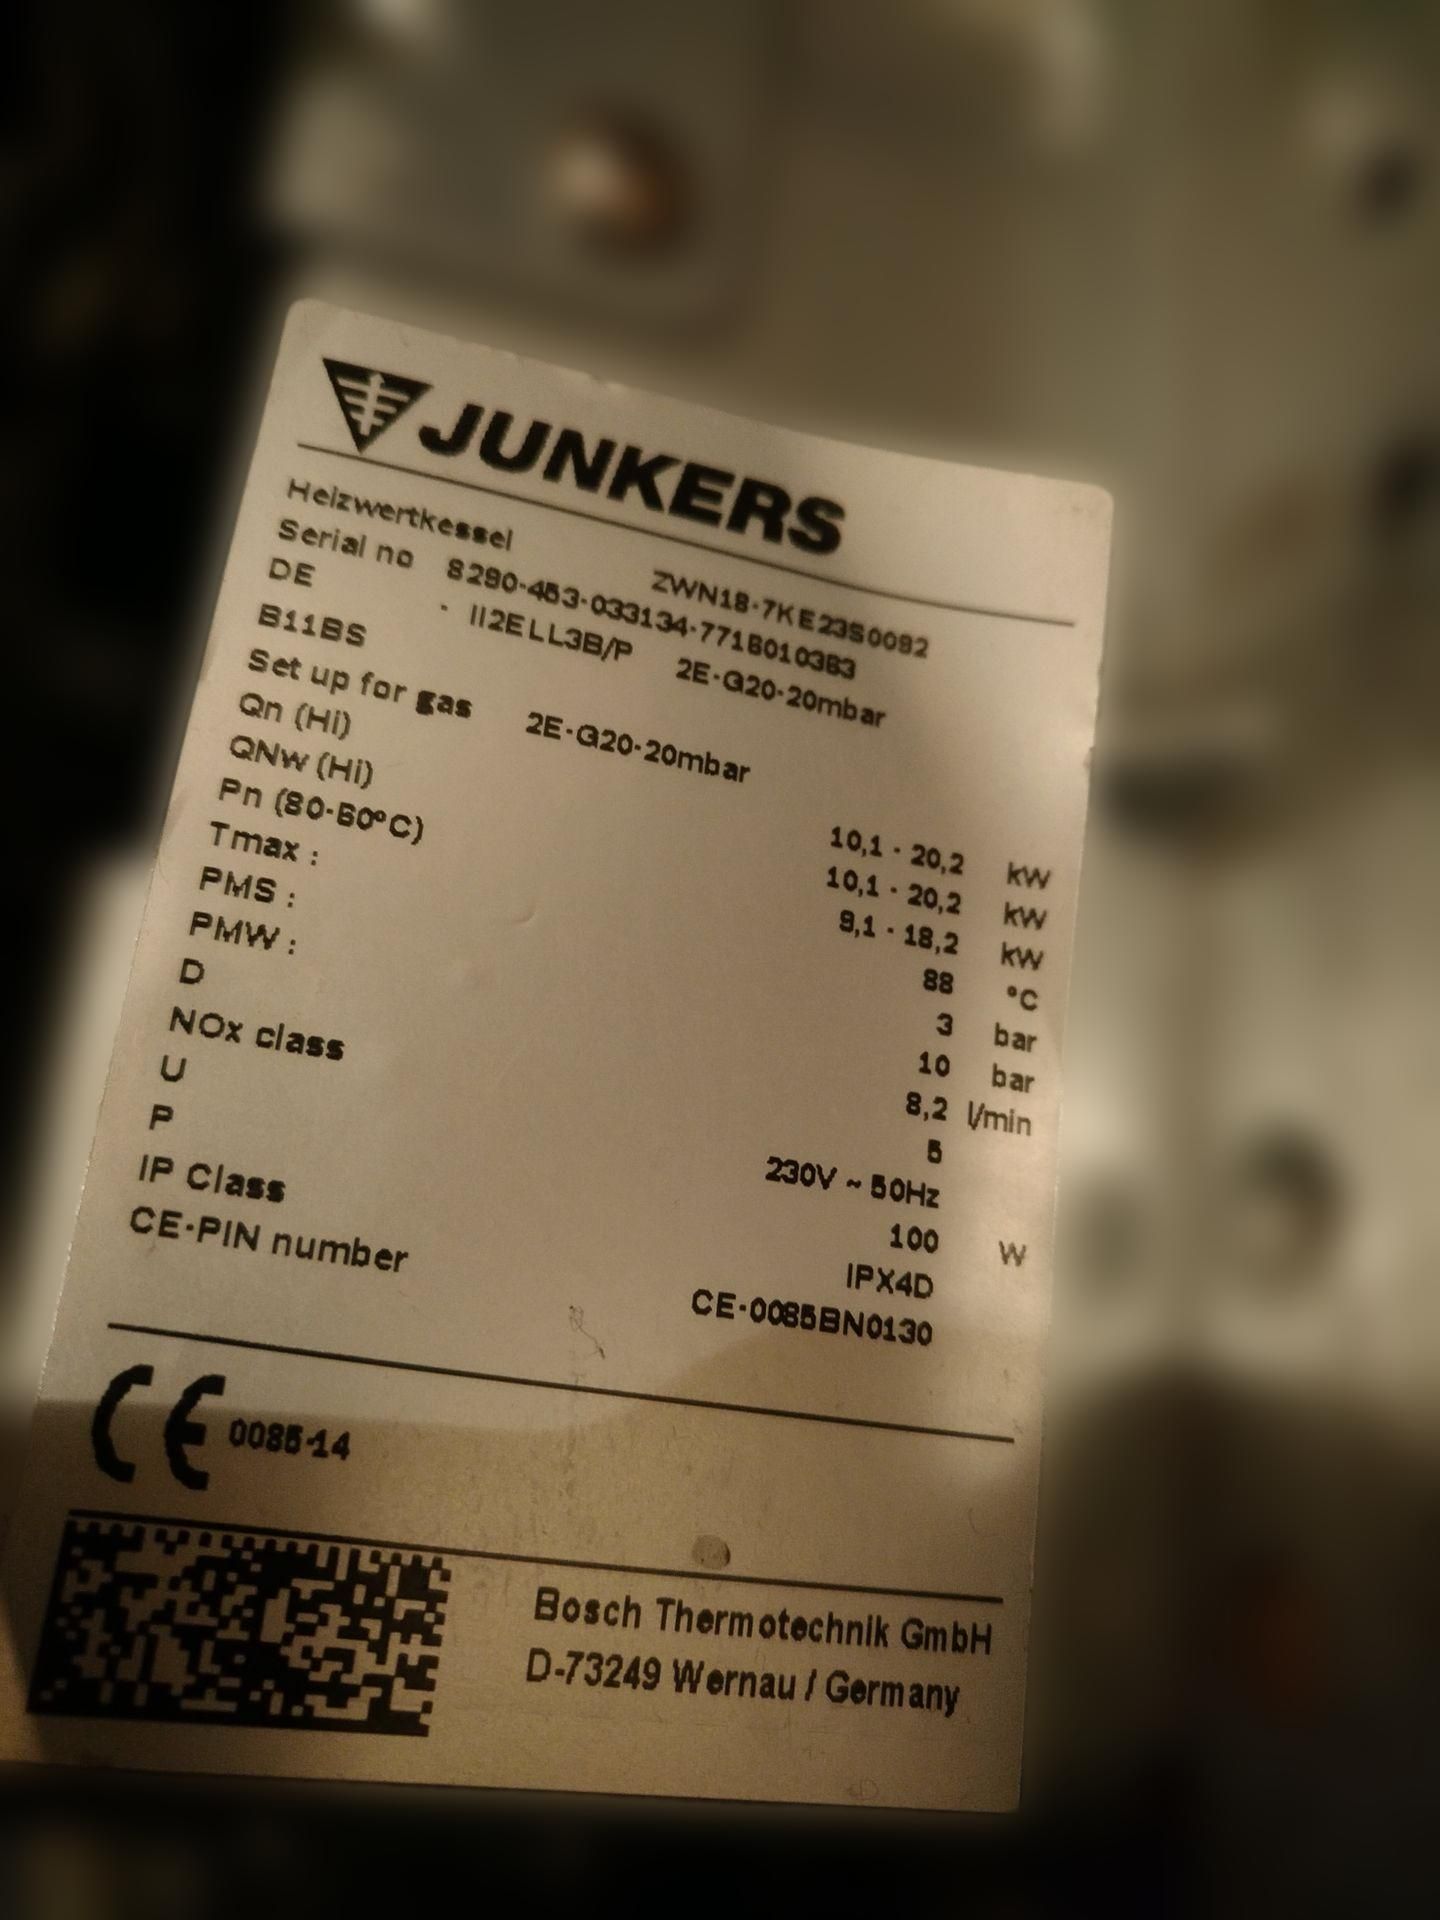 JUNKERS
Heizwertkessel ZWN18-7KE23S0092
Serial no 8290-453-033134-7716010363
DE · II2ELL3B/P 2E-G20-20mbar
B11BS
Set up for gas 2E-G20-20mbar
Qn (Hi) 10,1 - 20,2 kW
QNW (Hi) 10,1 - 20,2 kW
Pn (80-60°C) 9,1 - 18,2 kW
Tmax : 88 °C
PMS : 3 bar
PMW : 10 bar
D 8,2 l/min
NOx class 5
U 230V ~ 50Hz
P 100 W
IP Class IPX4D
CE-PIN number CE-0085BN0130
CE 0085-14
Bosch Thermotechnik GmbH
D-73249 Wernau / Germany